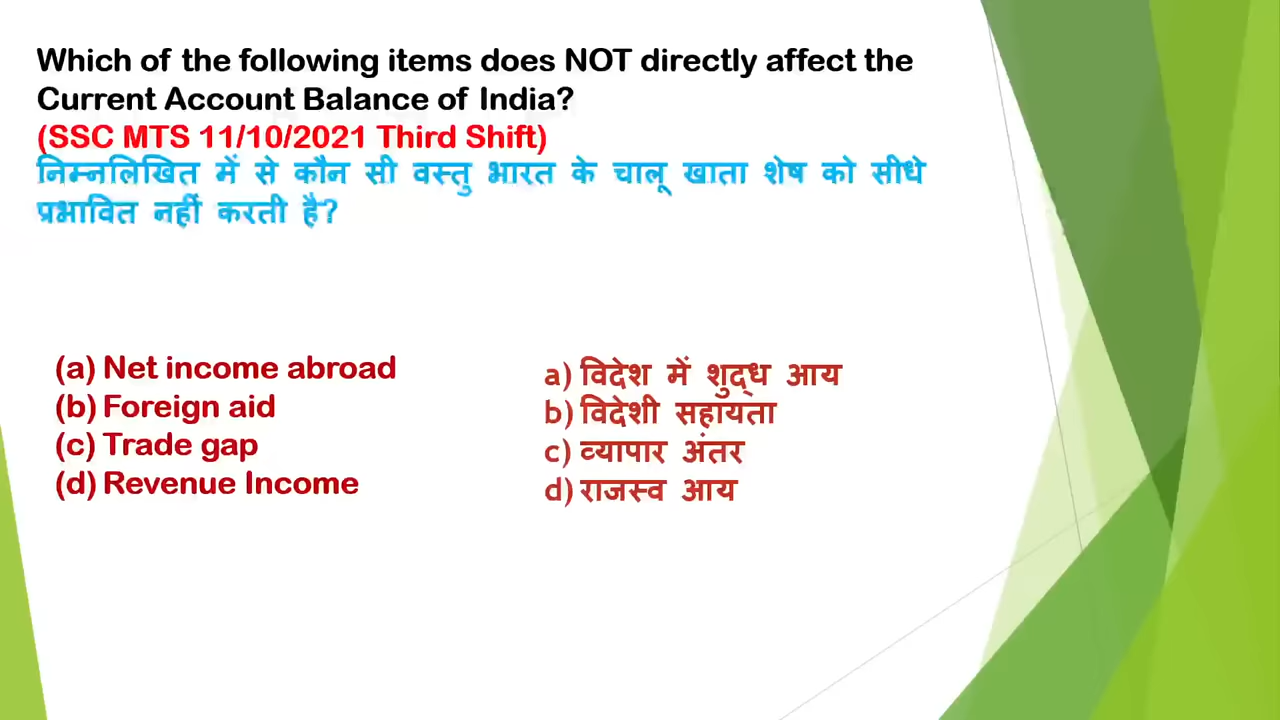 Which of the following items does NOT directly affect the
Current Account Balance of India?
(SSC MTS 11/10/2021 Third Shift)
निम्नलिखित में से कौन सी वस्तु भारत के चालू खाता शेष को सीधे
प्रभावित नहीं करती है?
(a) Net income abroad
(b) Foreign aid
(c) Trade gap
(d) Revenue Income
a) विदेश में शुद्ध आय
b) विदेशी सहायता
c) व्यापार अंतर
d) राजस्व आय